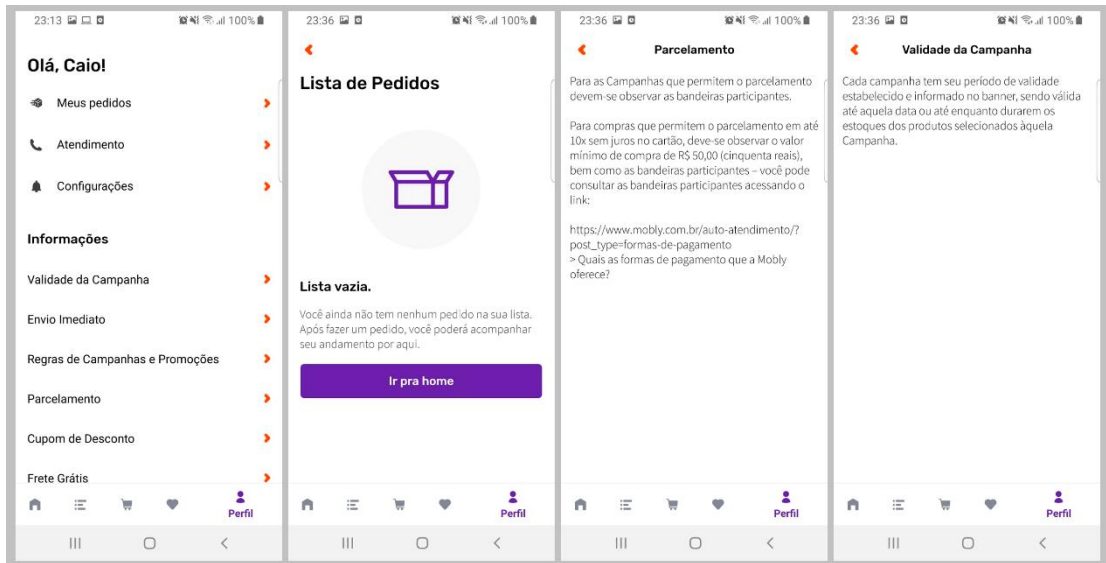 23:13
100%
Olá, Caio!
Meus pedidos
Atendimento
Configurações
Informações
Validade da Campanha
Envio Imediato
Regras de Campanhas e Promoções
Parcelamento
Cupom de Desconto
Frete Grátis
Perfil
23:36
100%
Lista de Pedidos
Lista vazia.
Você ainda não tem nenhum pedido na sua lista.
Após fazer um pedido, você poderá acompanhar
seu andamento por aqui.
Ir pra home
Perfil
23:36
100%
Parcelamento
Para as Campanhas que permitem o parcelamento
devem-se observar as bandeiras participantes.
Para compras que permitem o parcelamento em até
10x sem juros no cartão, deve-se observar o valor
mínimo de compra de R$ 50,00 (cinquenta reais),
bem como as bandeiras participantes – você pode
consultar as bandeiras participantes acessando o
link:
https://www.mobly.com.br/auto-atendimento/?
post_type=formas-de-pagamento
> Quais as formas de pagamento que a Mobly
oferece?
Perfil
23:36
100%
Validade da Campanha
Cada campanha tem seu período de validade
estabelecido e informado no banner, sendo válida
até aquela data ou até enquanto durarem os
estoques dos produtos selecionados àquela
Campanha.
Perfil